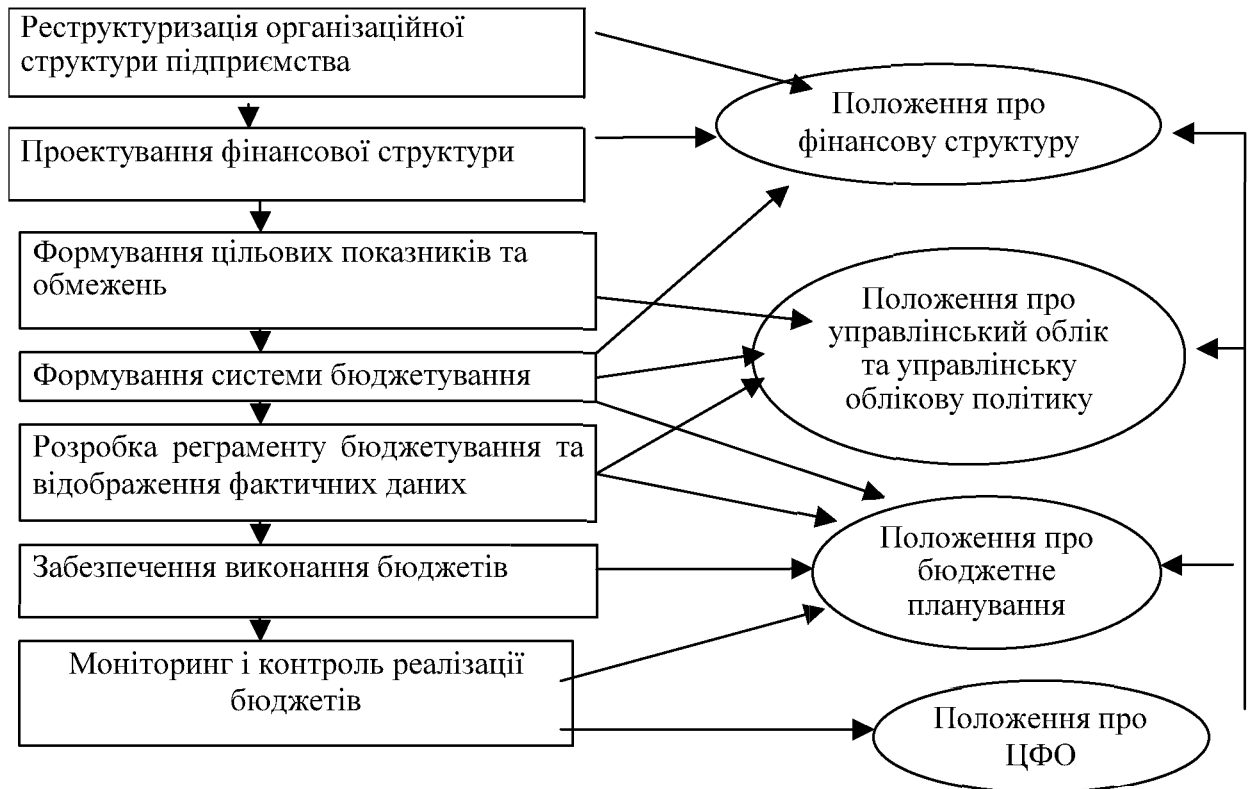 Реструктуризація організаційної
структури підприємства
Проектування фінансової структури
Формування цільових показників та
обмежень
Формування системи бюджетування
Розробка реграменту бюджетування та
відображення фактичних даних
Забезпечення виконання бюджетів
Моніторинг і контроль реалізації
бюджетів
Положення про
фінансову структуру
Положення про
управлінський облік
та управлінську
облікову політику
Положення про
бюджетне
планування
Положення про
ЦФО